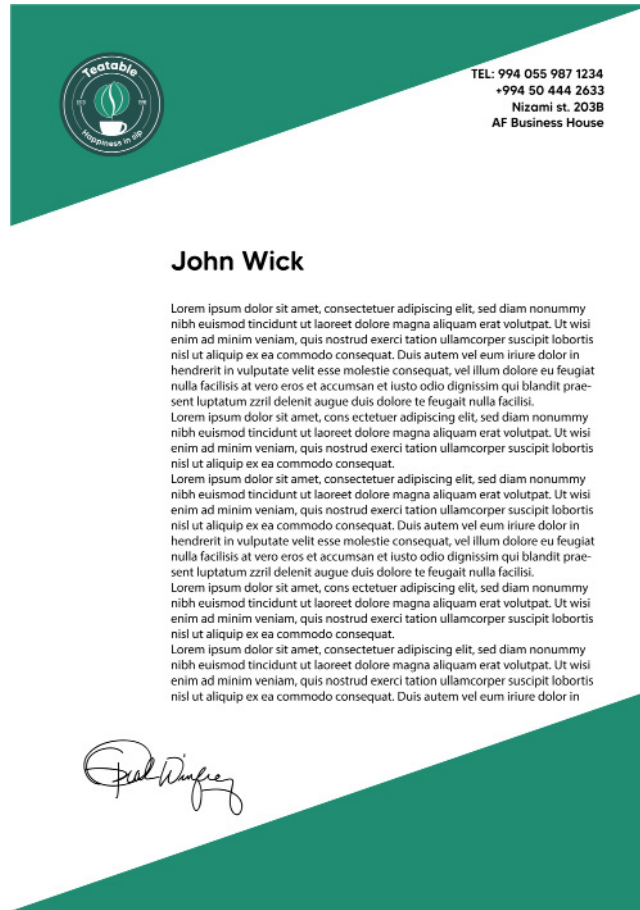 Teatable
Happiness in sip
TEL: 994 055 987 1234
+994 50 444 2633
Nizami st. 203B
AF Business House
John Wick
Lorem ipsum dolor sit amet, consectetuer adipiscing elit, sed diam nonummy
nibh euismod tincidunt ut laoreet dolore magna aliquam erat volutpat. Ut wisi
enim ad minim veniam, quis nostrud exerci tation ullamcorper suscipit lobortis
nisl ut aliquip ex ea commodo consequat. Duis autem vel eum iriure dolor in
hendrerit in vulputate velit esse molestie consequat, vel illum dolore eu feugiat
nulla facilisis at vero eros et accumsan et iusto odio dignissim qui blandit prae-
sent luptatum zzril delenit augue duis dolore te feugait nulla facilisi.
Lorem ipsum dolor sit amet, cons ectetuer adipiscing elit, sed diam nonummy
nibh euismod tincidunt ut laoreet dolore magna aliquam erat volutpat. Ut wisi
enim ad minim veniam, quis nostrud exerci tation ullamcorper suscipit lobortis
nisl ut aliquip ex ea commodo consequat.
Lorem ipsum dolor sit amet, consectetuer adipiscing elit, sed diam nonummy
nibh euismod tincidunt ut laoreet dolore magna aliquam erat volutpat. Ut wisi
enim ad minim veniam, quis nostrud exerci tation ullamcorper suscipit lobortis
nisl ut aliquip ex ea commodo consequat. Duis autem vel eum iriure dolor in
hendrerit in vulputate velit esse molestie consequat, vel illum dolore eu feugiat
nulla facilisis at vero eros et accumsan et iusto odio dignissim qui blandit prae-
sent luptatum zzril delenit augue duis dolore te feugait nulla facilisi.
Lorem ipsum dolor sit amet, cons ectetuer adipiscing elit, sed diam nonummy
nibh euismod tincidunt ut laoreet dolore magna aliquam erat volutpat. Ut wisi
enim ad minim veniam, quis nostrud exerci tation ullamcorper suscipit lobortis
nisl ut aliquip ex ea commodo consequat.
Lorem ipsum dolor sit amet, consectetuer adipiscing elit, sed diam nonummy
nibh euismod tincidunt ut laoreet dolore magna aliquam erat volutpat. Ut wisi
enim ad minim veniam, quis nostrud exerci tation ullamcorper suscipit lobortis
nisl ut aliquip ex ea commodo consequat. Duis autem vel eum iriure dolor in